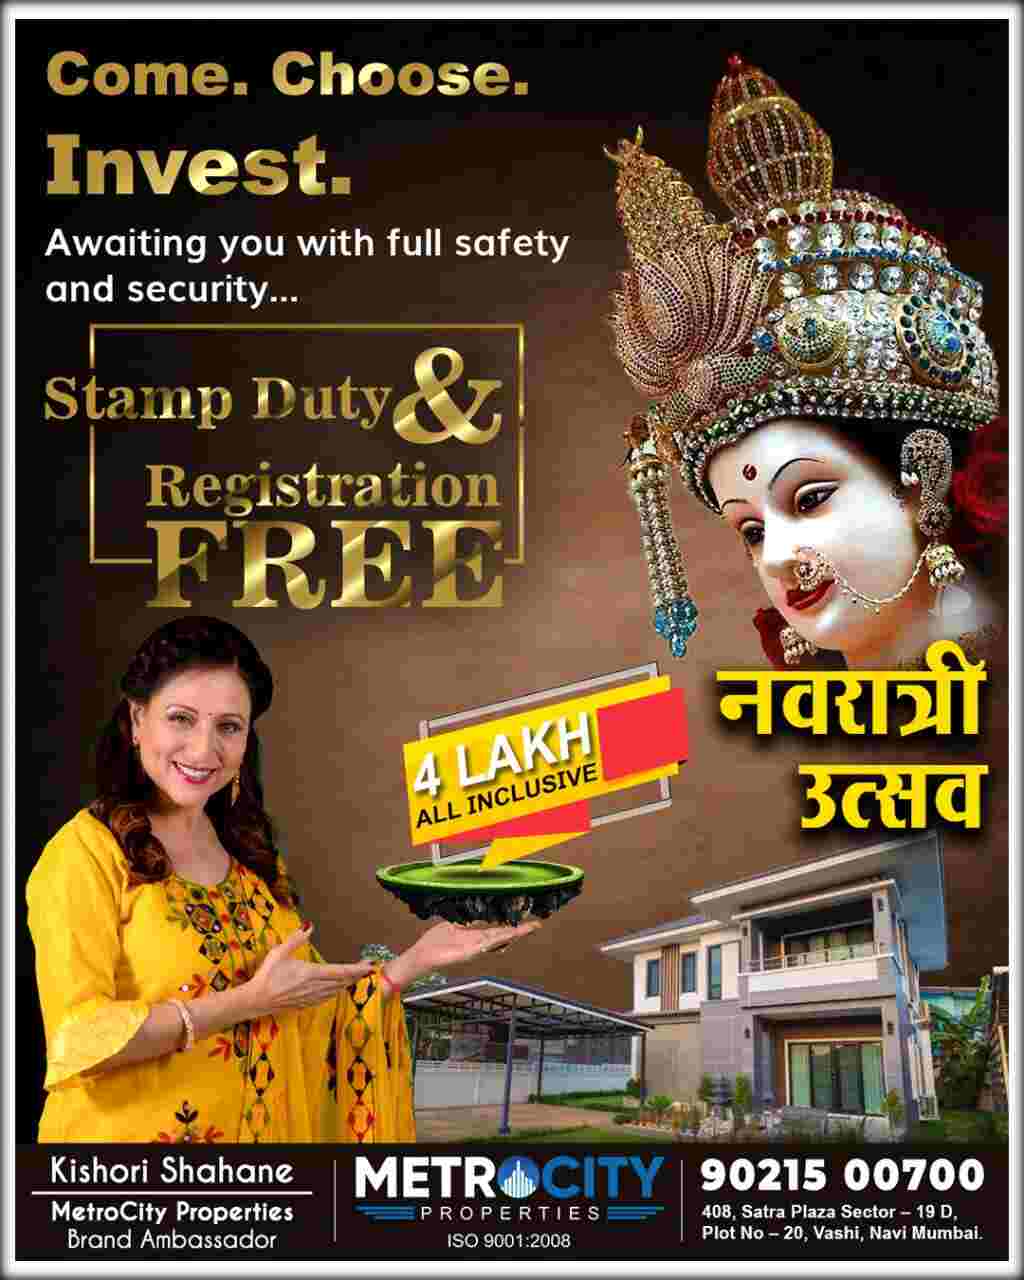 Come. Choose.
Invest.
Awaiting you with full safety
and security...
Stamp Duty &
Registration
FREE
4 LAKH
ALL INCLUSIVE
नवरात्री
उत्सव
Kishori Shahane
MetroCity Properties
Brand Ambassador
METROCITY
PROPERTIES
ISO 9001:2008
90215 00700
408, Satra Plaza Sector – 19 D,
Plot No – 20, Vashi, Navi Mumbai.